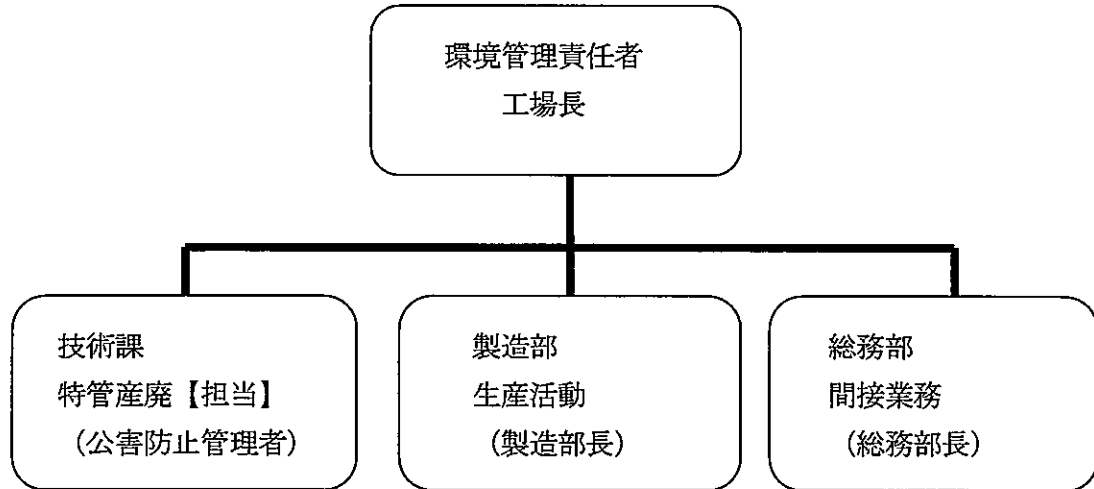 環境管理責任者
工場長
技術課
特管産廃【担当】
（公害防止管理者）
製造部
生産活動
（製造部長）
総務部
間接業務
（総務部長）